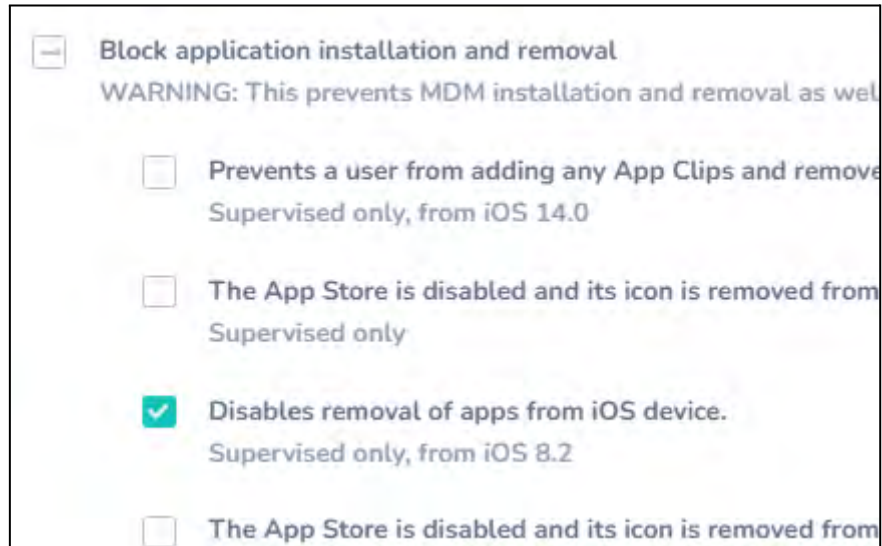 Block application installation and removal
WARNING: This prevents MDM installation and removal as wel
Prevents a user from adding any App Clips and remove
Supervised only, from iOS 14.0
The App Store is disabled and its icon is removed from
Supervised only
Disables removal of apps from iOS device.
Supervised only, from iOS 8.2
The App Store is disabled and its icon is removed from